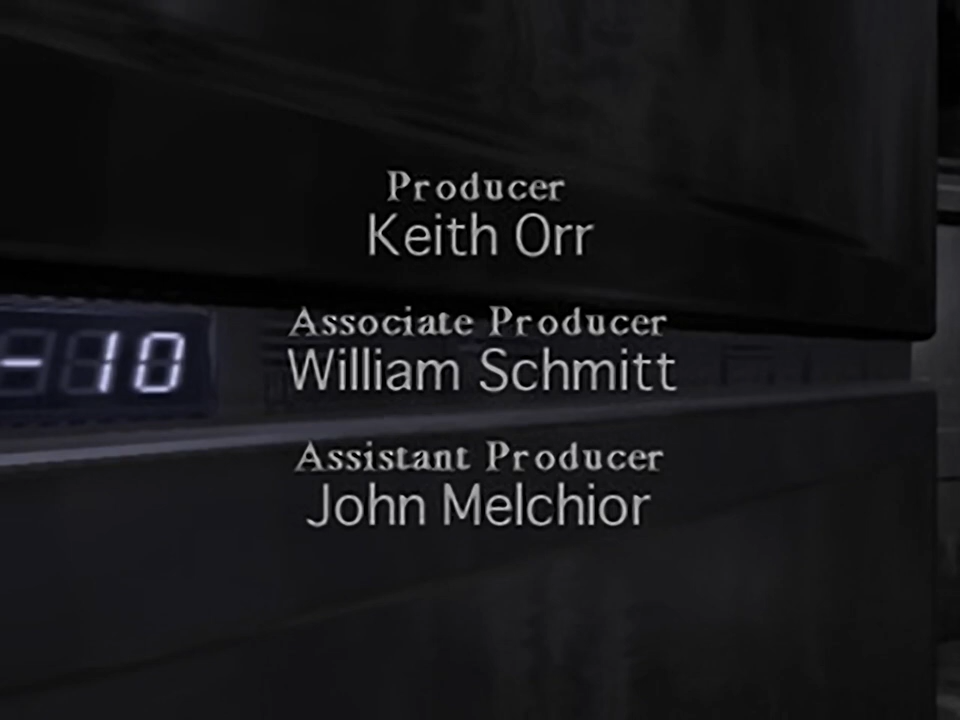 Producer
Keith Orr
Associate Producer
William Schmitt
-10
Assistant Producer
John Melchior